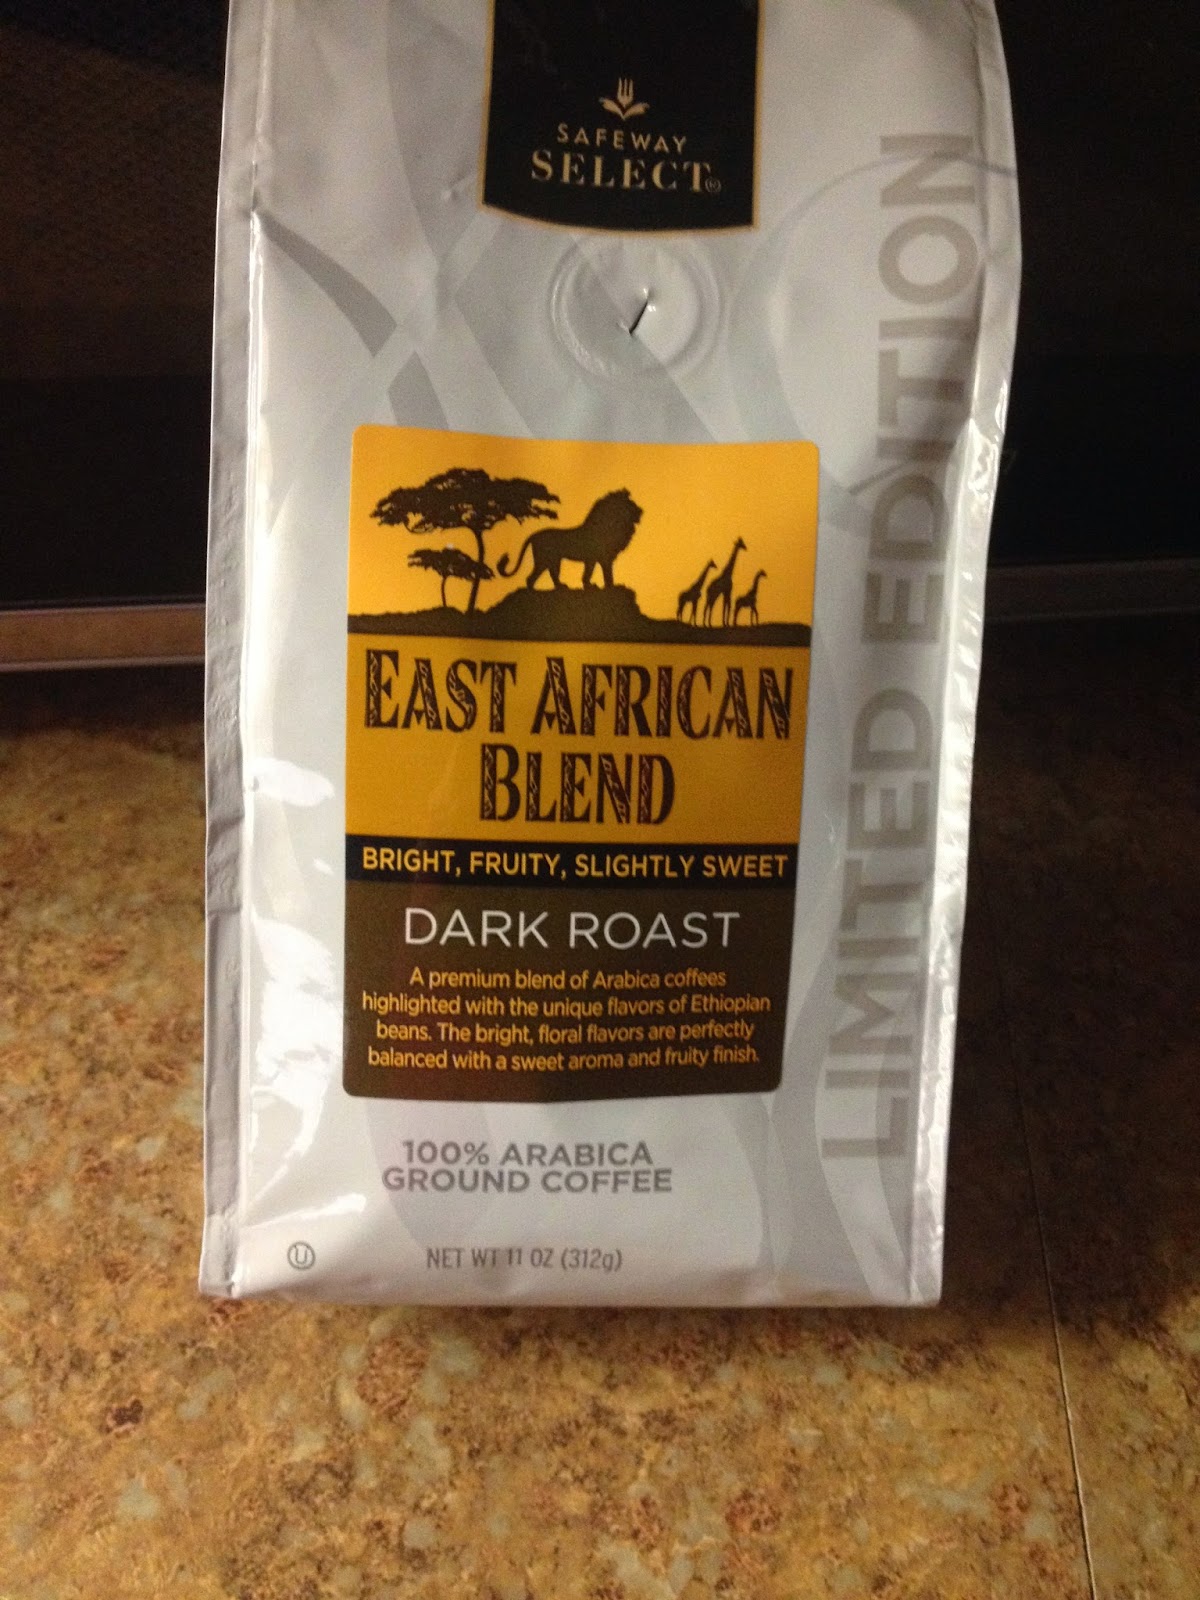 SAFEWAY
SELECT®
LIMITED EDITION
EAST AFRICAN
BLEND
BRIGHT, FRUITY, SLIGHTLY SWEET
DARK ROAST
A premium blend of Arabica coffees
highlighted with the unique flavors of Ethiopian
beans. The bright, floral flavors are perfectly
balanced with a sweet aroma and fruity finish.
100% ARABICA
GROUND COFFEE
U
NET WT 11 OZ (312g)